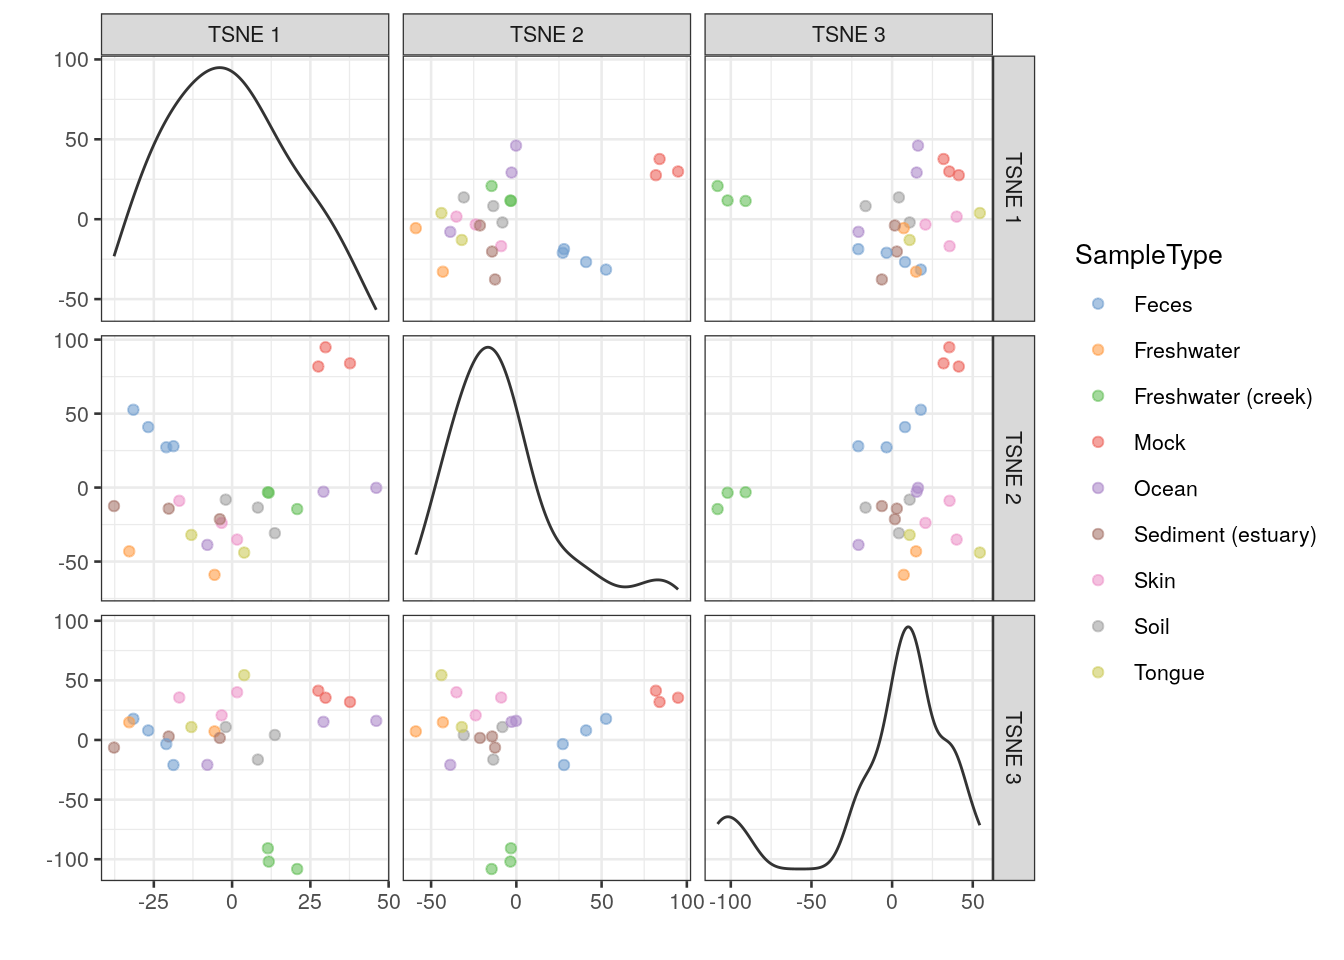 TSNE 1 TSNE 2 TSNE 3
100
50
0
-50
TSNE 1
100
50
0
-50
TSNE 2
100
50
0
-50
-100
TSNE 3
-25 0 25 50 -50 0 50 100 -100 -50 0 50
SampleType
Feces
Freshwater
Freshwater (creek)
Mock
Ocean
Sediment (estuary)
Skin
Soil
Tongue